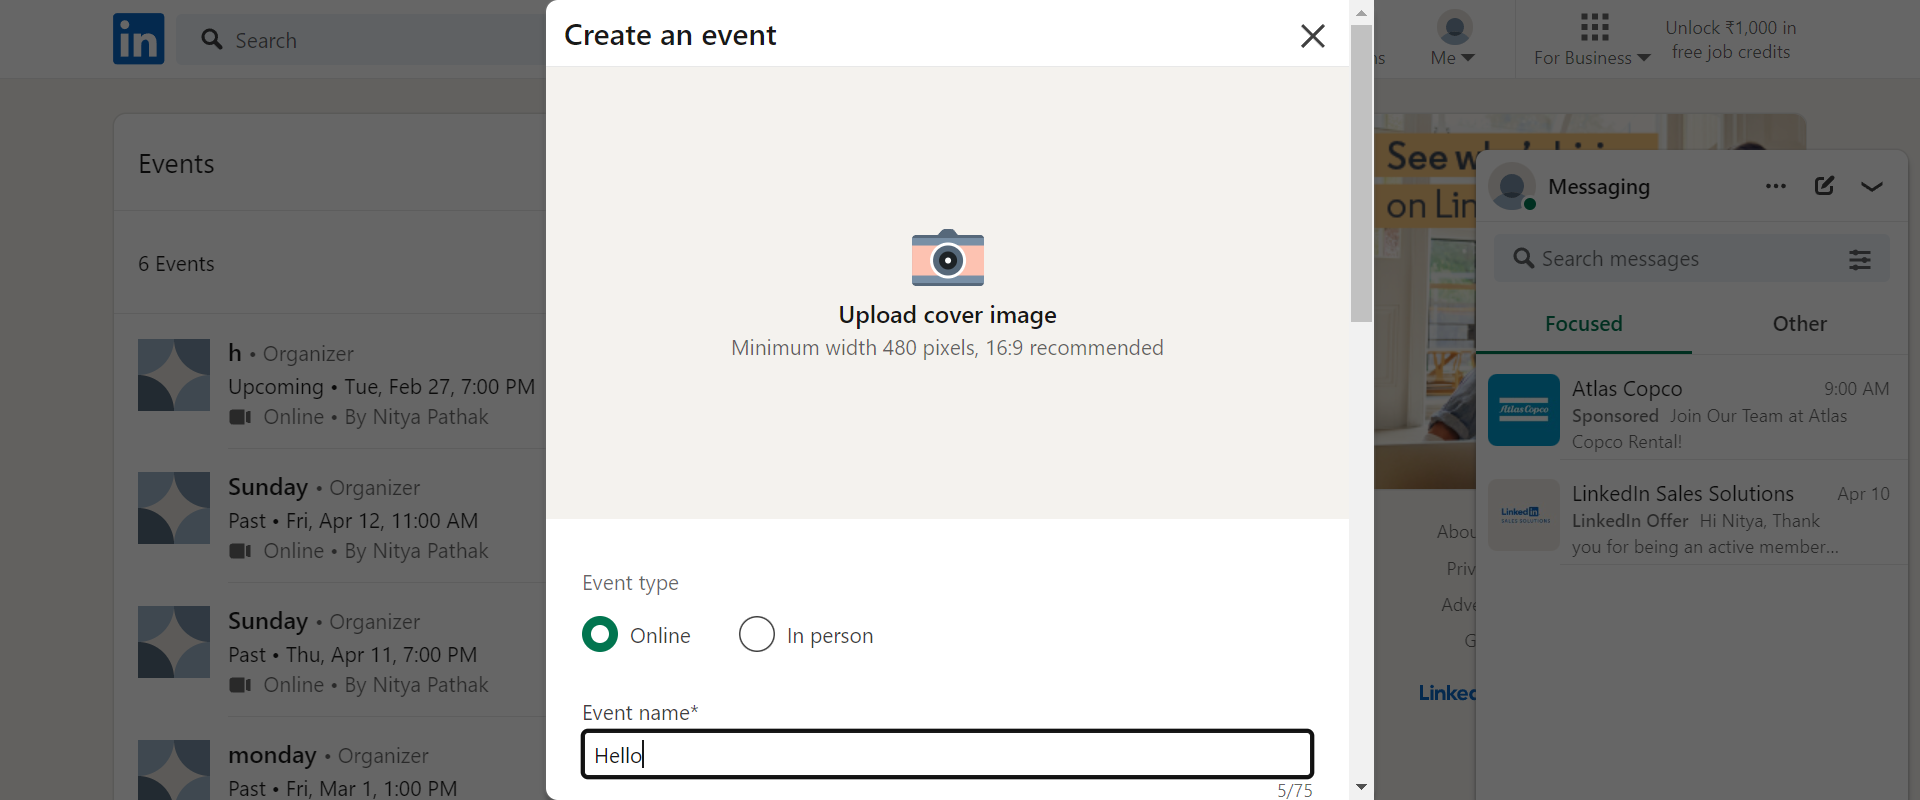 in
Search
Me
For Business
Unlock ₹1,000 in
free job credits
Events
6 Events
h • Organizer
Upcoming • Tue, Feb 27, 7:00 PM
Online • By Nitya Pathak
Sunday • Organizer
Past • Fri, Apr 12, 11:00 AM
Online • By Nitya Pathak
Sunday • Organizer
Past • Thu, Apr 11, 7:00 PM
Online • By Nitya Pathak
monday • Organizer
Past • Fri, Mar 1, 1:00 PM
Create an event
Upload cover image
Minimum width 480 pixels, 16:9 recommended
Event type
Online
In person
Event name*
Hello
5/75
See
on
Messaging
Search messages
Focused
Other
Atlas Copco
Atlas Copco 9:00 AM
Sponsored Join Our Team at Atlas
Copco Rental!
Linked in
SALES SOLUTIONS
LinkedIn Sales Solutions Apr 10
LinkedIn Offer Hi Nitya, Thank
you for being an active member...